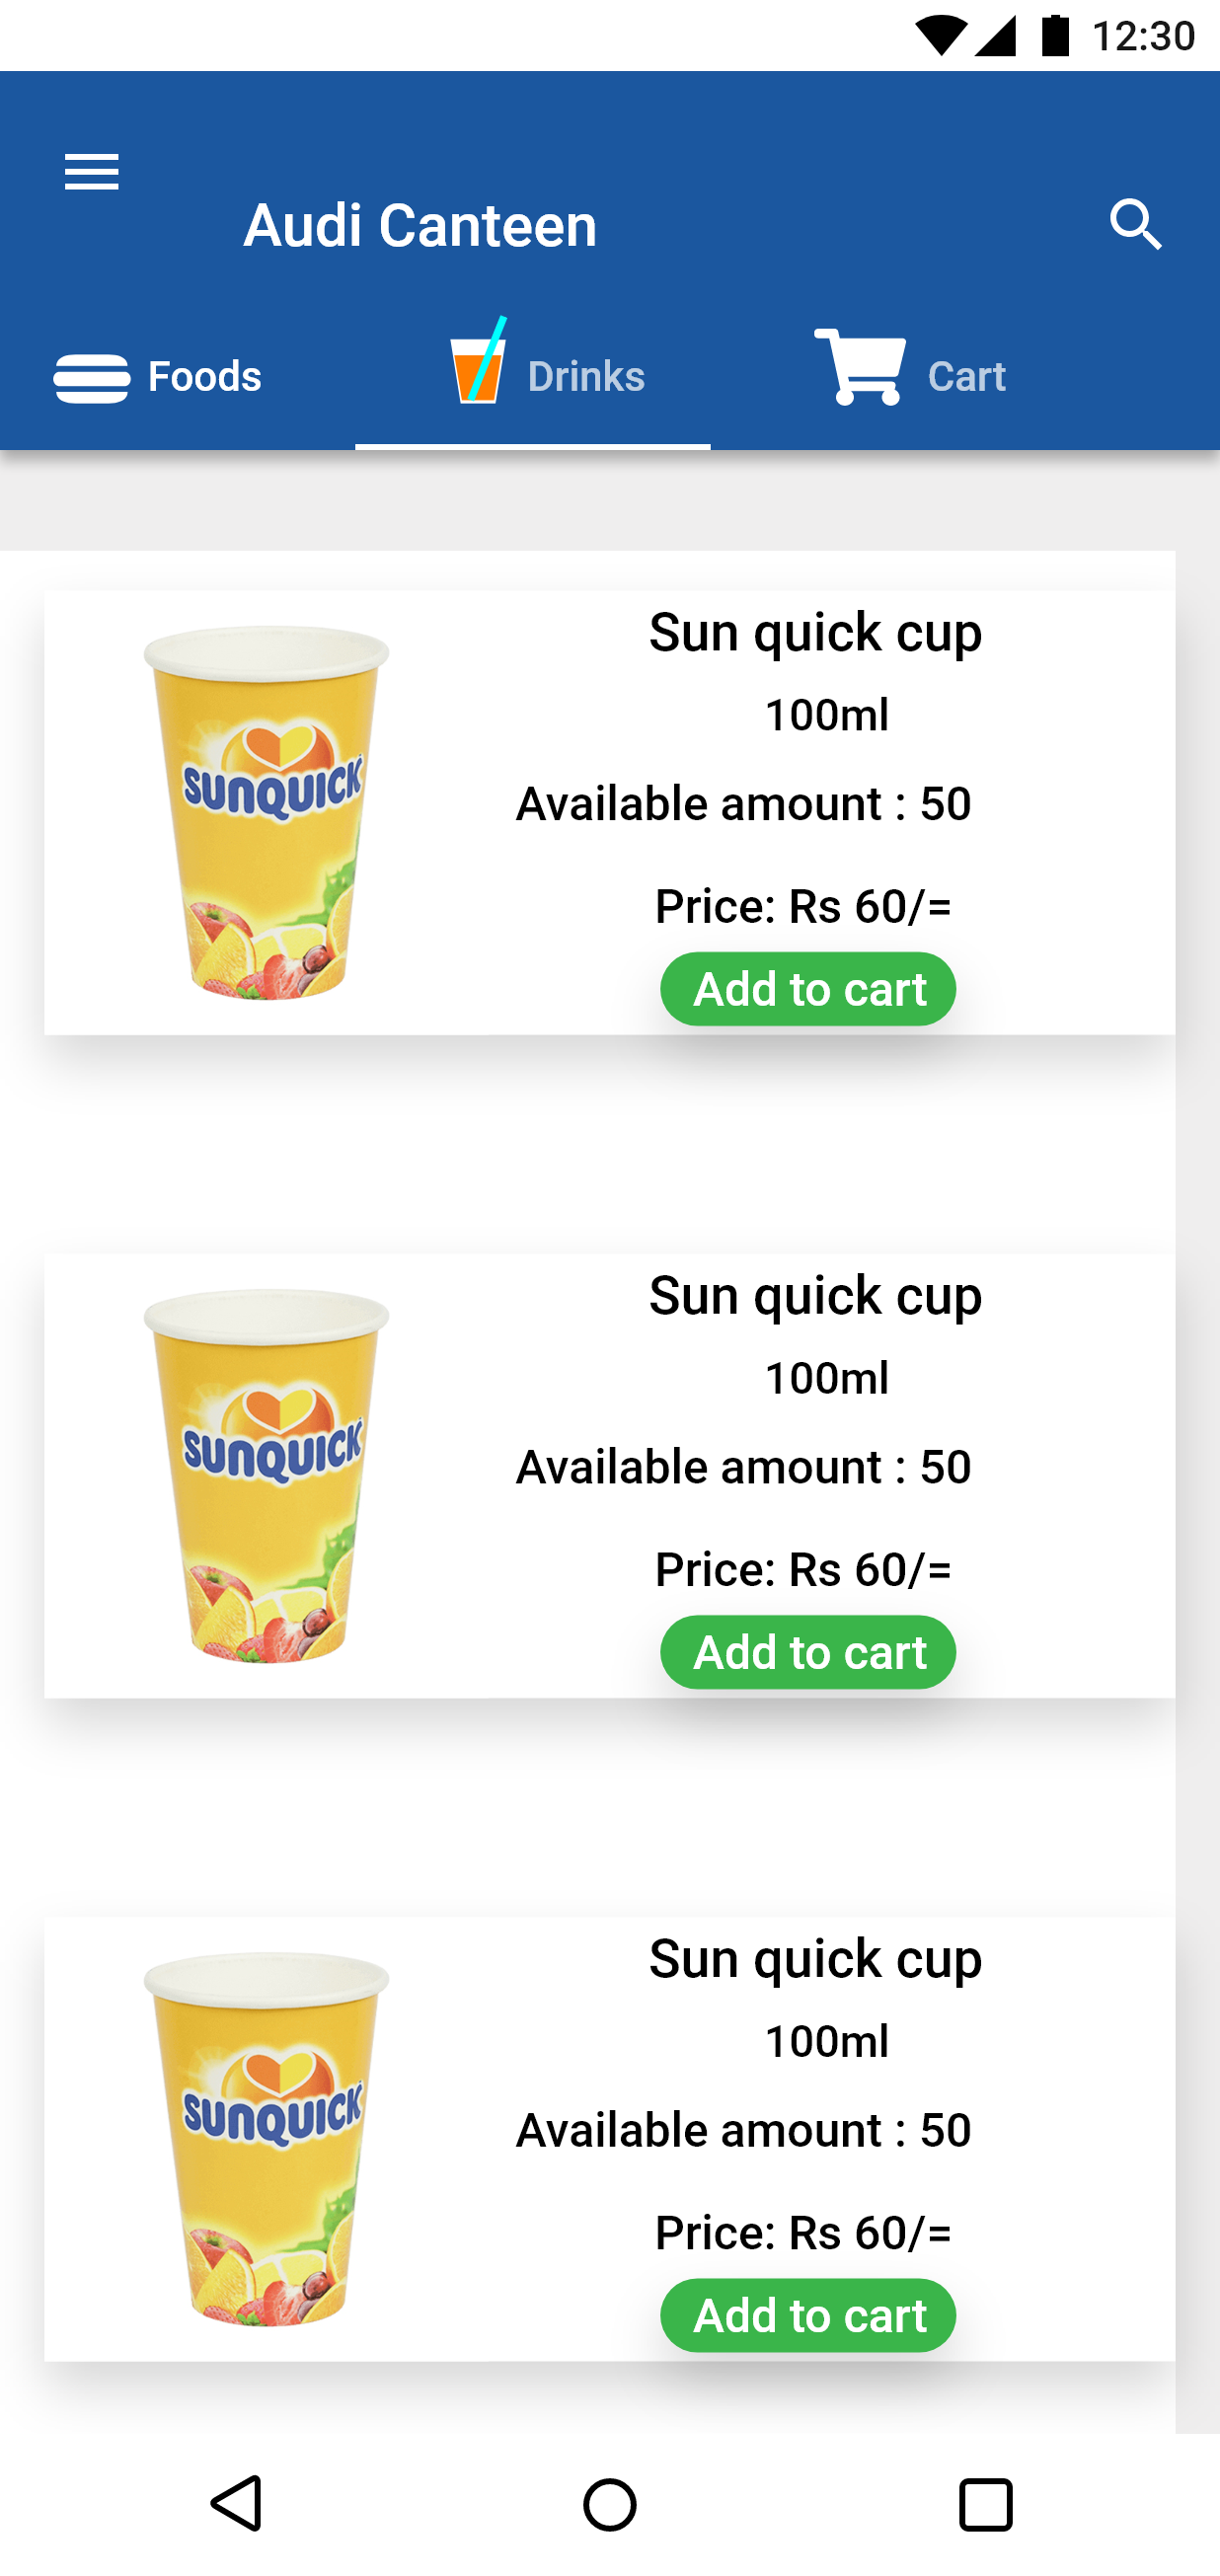 12:30
Audi Canteen
Foods
Drinks
Cart
Sun quick cup
100ml
SUNQUICK
Available amount : 50
Price: Rs 60/=
Add to cart
Sun quick cup
100ml
SUNQUICK
Available amount : 50
Price: Rs 60/=
Add to cart
Sun quick cup
100ml
SUNQUICK
Available amount : 50
Price: Rs 60/=
Add to cart